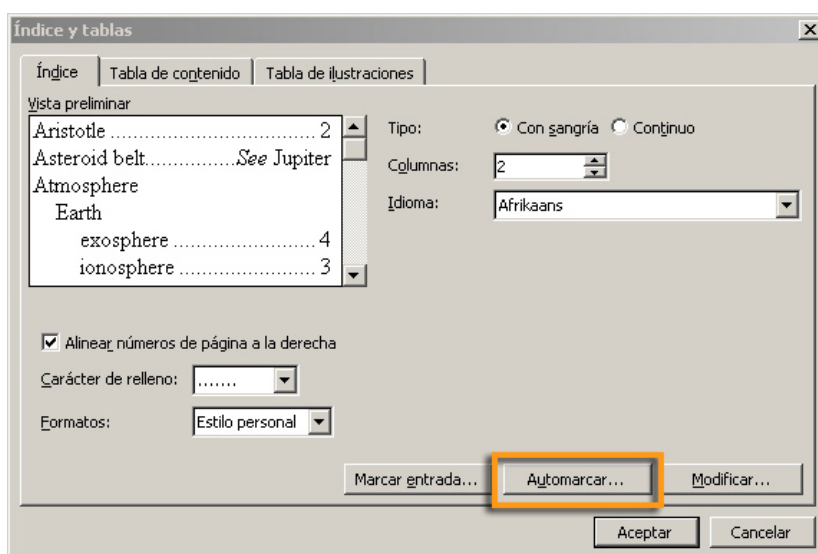 Índice y tablas
Índice
Tabla de contenido
Tabla de ilustraciones
Vista preliminar
Aristotle ................................... 2
Asteroid belt................See Jupiter
Atmosphere
Earth
exosphere ........................ 4
ionosphere ....................... 3
Tipo:
Con sangría
Continuo
Columnas:
2
Idioma:
Afrikaans
Alinear números de página a la derecha
Carácter de relleno:
.......
Formatos:
Estilo personal
Marcar entrada...
Automarcar...
Modificar...
Aceptar
Cancelar